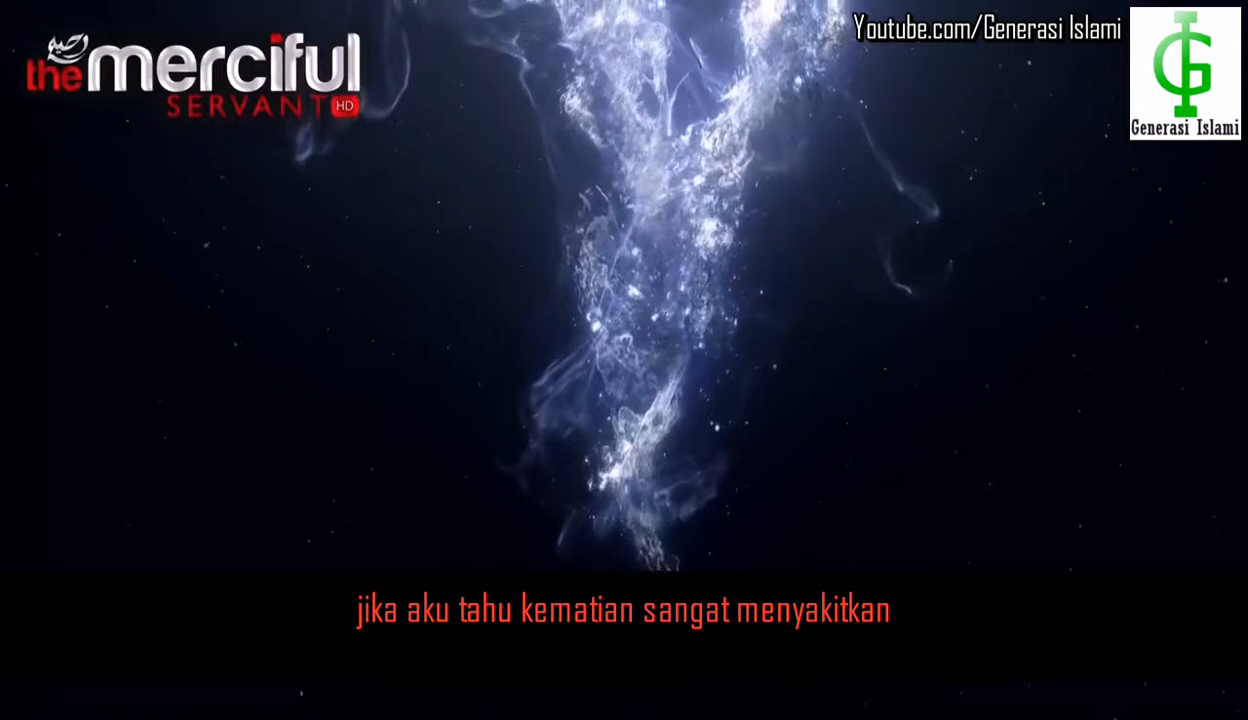 Youtube.com/Generasi Islami
the merciful
SERVANT HD
Generasi Islami
jika aku tahu kematian sangat menyakitkan